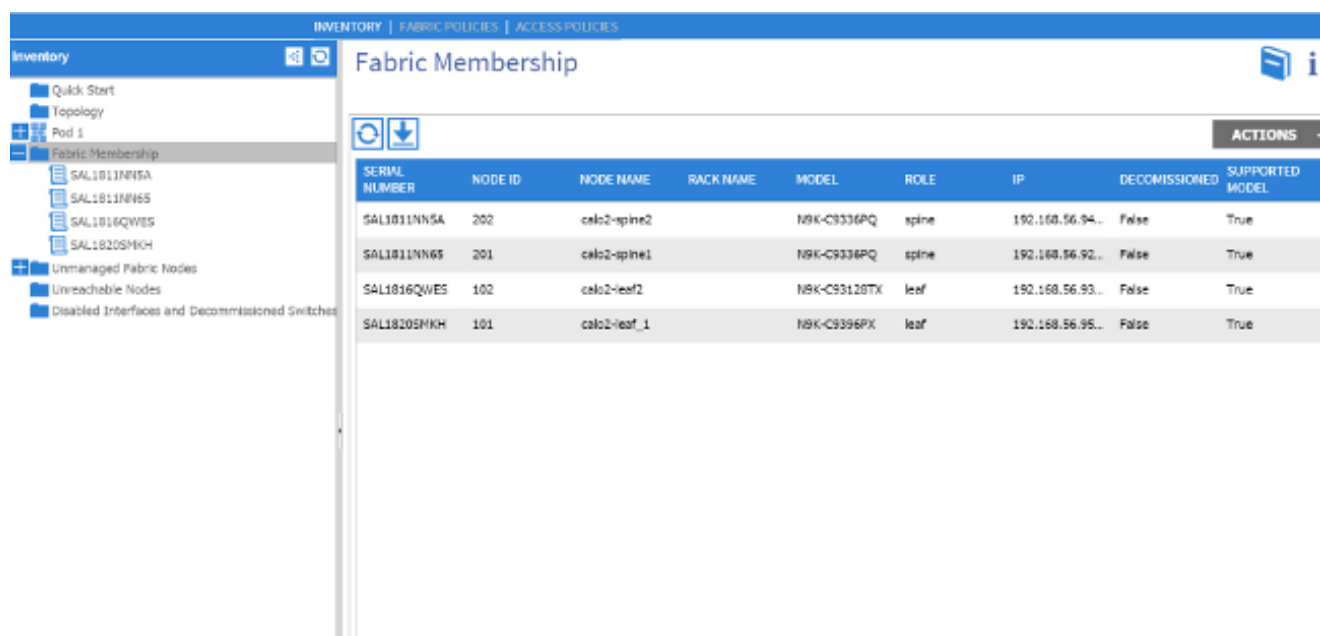 INVENTORY | FABRIC POLICIES | ACCESS POLICIES
Inventory
Quick Start
Topology
Pod 1
Fabric Membership
SAL1811NN5A
SAL1811NN65
SAL1816QWES
SAL1820SMKH
Unmanaged Fabric Nodes
Unreachable Nodes
Disabled Interfaces and Decommissioned Switches
Fabric Membership
i
ACTIONS
SERIAL NUMBER NODE ID NODE NAME RACK NAME MODEL ROLE IP DECOMISSIONED SUPPORTED MODEL
SAL1811NN5A 202 calo2-spine2 N9K-C9336PQ spine 192.168.56.94... False True
SAL1811NN65 201 calo2-spine1 N9K-C9336PQ spine 192.168.56.92... False True
SAL1816QWES 102 calo2-leaf2 N9K-C93128TX leaf 192.168.56.93... False True
SAL1820SMKH 101 calo2-leaf_1 N9K-C9396PX leaf 192.168.56.95... False True